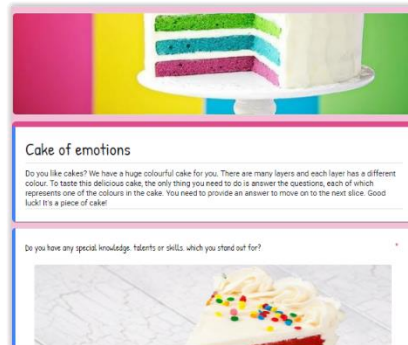 Cake of emotions
Do you like cakes? We have a huge colourful cake for you. There are many layers and each layer has a different
colour. To taste this delicious cake, the only thing you need to do is answer the questions, each of which
represents one of the colours in the cake. You need to provide an answer to move on to the next slice. Good
luck! It's a piece of cake!
Do you have any special knowledge, talents or skills, which you stand out for? *